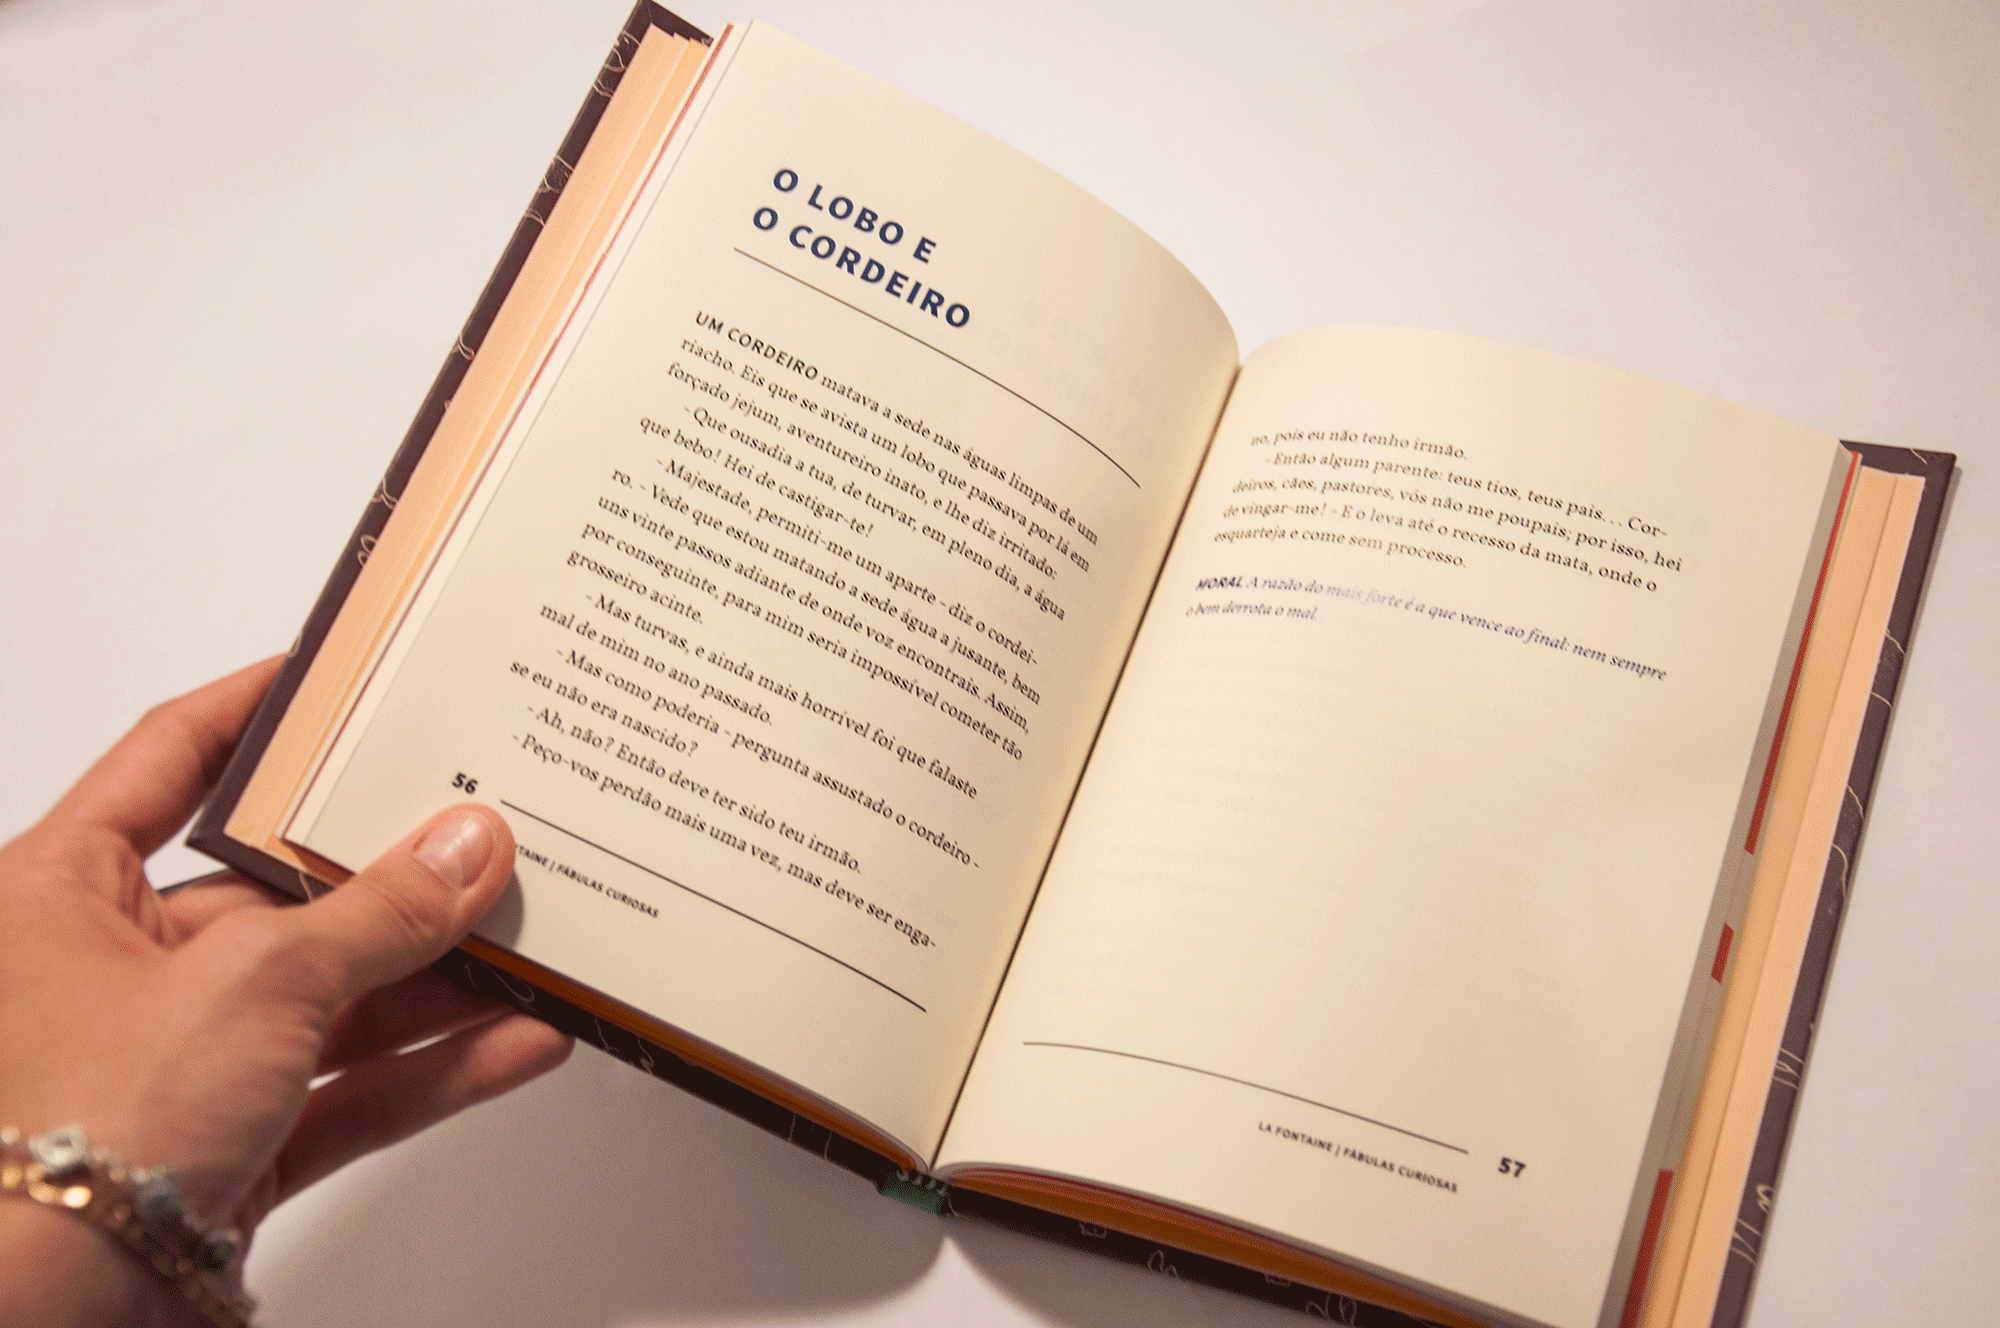 O LOBO E
O CORDEIRO
UM CORDEIRO matava a sede nas águas limpas de um
riacho. Eis que se avista um lobo que passava por lá em
forçado jejum, aventureiro inato, e lhe diz irritado:
- Que ousadia a tua, de turvar, em pleno dia, a água
que bebo! Hei de castigar-te!
- Majestade, permiti-me um aparte - diz o cordei-
ro. - Vede que estou matando a sede água a jusante, bem
uns vinte passos adiante de onde voz encontrais. Assim,
por conseguinte, para mim seria impossível cometer tão
grosseiro acinte.
- Mas turvas, e ainda mais horrível foi que falaste
mal de mim no ano passado.
- Mas como poderia - pergunta assustado o cordeiro -
se eu não era nascido?
- Ah, não? Então deve ter sido teu irmão.
- Peço-vos perdão mais uma vez, mas deve ser enga-
56
NTAINE | FÁBULAS CURIOSAS
no, pois eu não tenho irmão.
- Então algum parente: teus tios, teus pais... Cor-
deiros, cães, pastores, vós não me poupais; por isso, hei
de vingar-me! - E o leva até o recesso da mata, onde o
esquarteja e come sem processo.
MORAL A razão do mais forte é a que vence ao final: nem sempre
o bem derrota o mal.
LA FONTAINE | FÁBULAS CURIOSAS
57